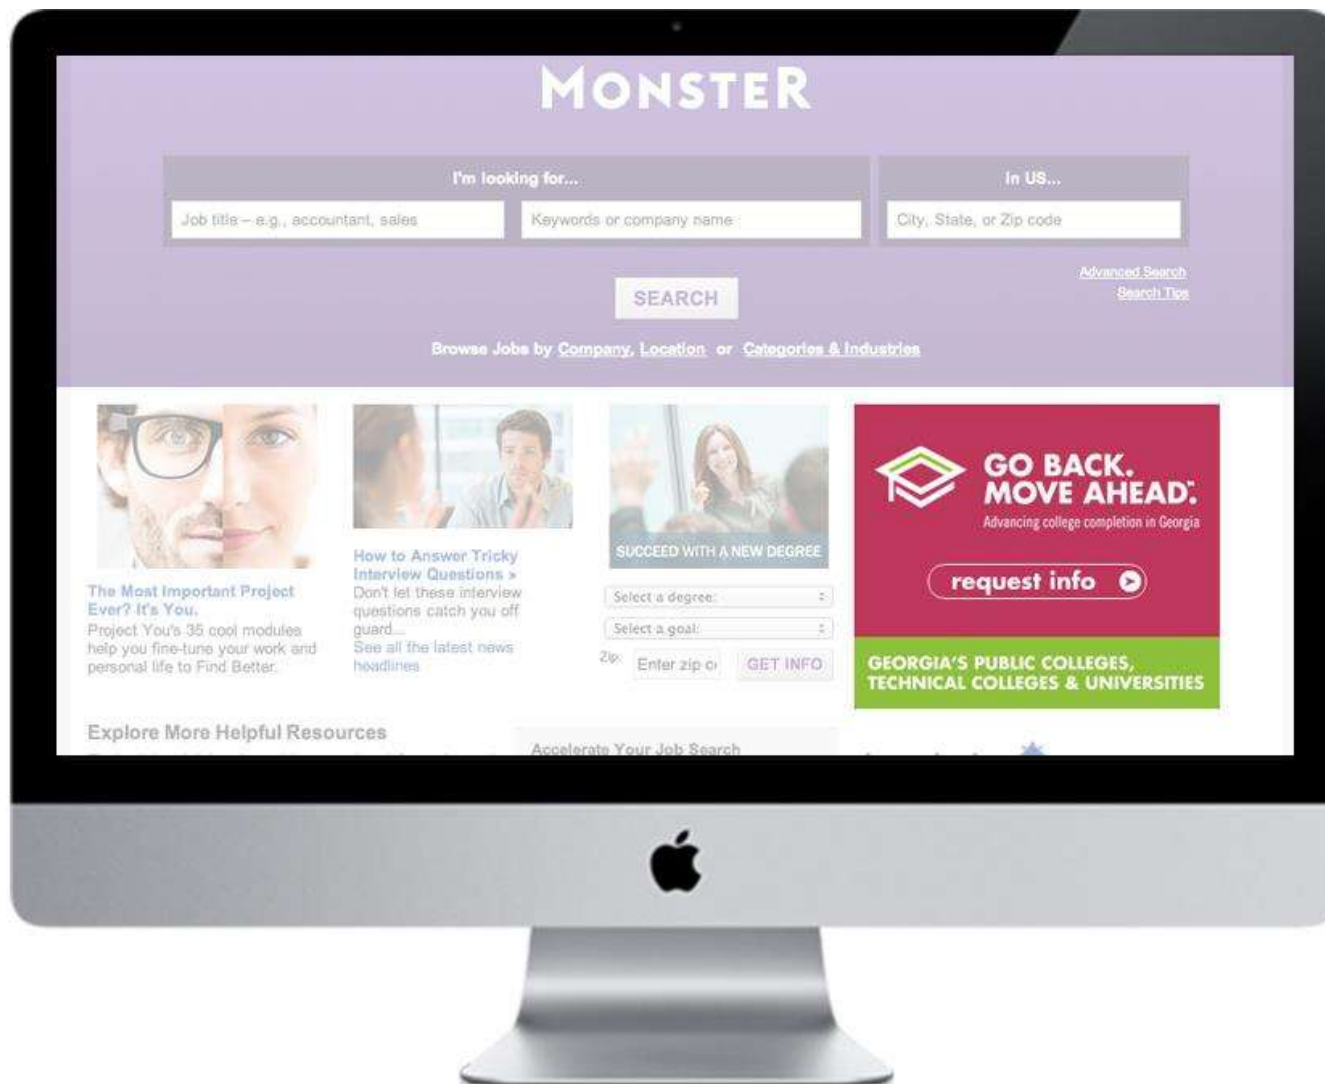 MONSTER
I'm looking for...
In US...
Job title – e.g., accountant, sales
Keywords or company name
City, State, or Zip code
Advanced Search
Search Tips
SEARCH
Browse Jobs by Company, Location or Categories & Industries
The Most Important Project
Ever? It's You.
Project You's 35 cool modules
help you fine-tune your work and
personal life to Find Better.
How to Answer Tricky
Interview Questions »
Don't let these interview
questions catch you off
guard...
See all the latest news
headlines
SUCCEED WITH A NEW DEGREE
Select a degree:
Select a goal:
Zip:
Enter zip
GET INFO
GO BACK.
MOVE AHEAD.™
Advancing college completion in Georgia
request info
GEORGIA'S PUBLIC COLLEGES,
TECHNICAL COLLEGES & UNIVERSITIES
Explore More Helpful Resources
Accelerate Your Job Search